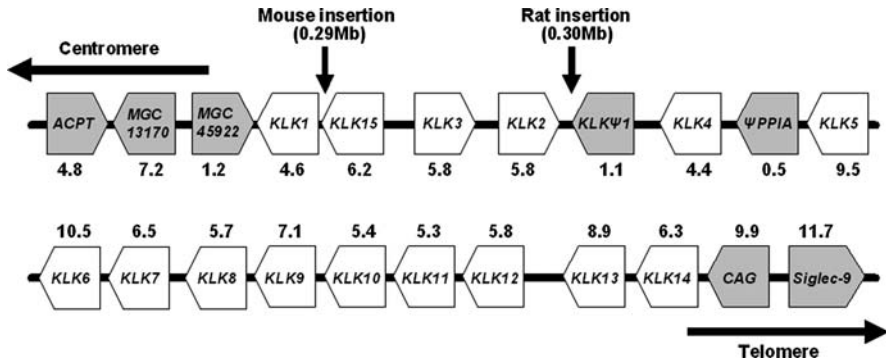 Mouse insertion
(0.29Mb)
Rat insertion
(0.30Mb)
Centromere
ACPT MGC 13170 MGC 45922 KLK1 KLK15 KLK3 KLK2 KLKΨ1 KLK4 ΨPPIA KLK5
4.8 7.2 1.2 4.6 6.2 5.8 5.8 1.1 4.4 0.5 9.5
10.5 6.5 5.7 7.1 5.4 5.3 5.8 8.9 6.3 9.9 11.7
KLK6 KLK7 KLK8 KLK9 KLK10 KLK11 KLK12 KLK13 KLK14 CAG Siglec-9
Telomere